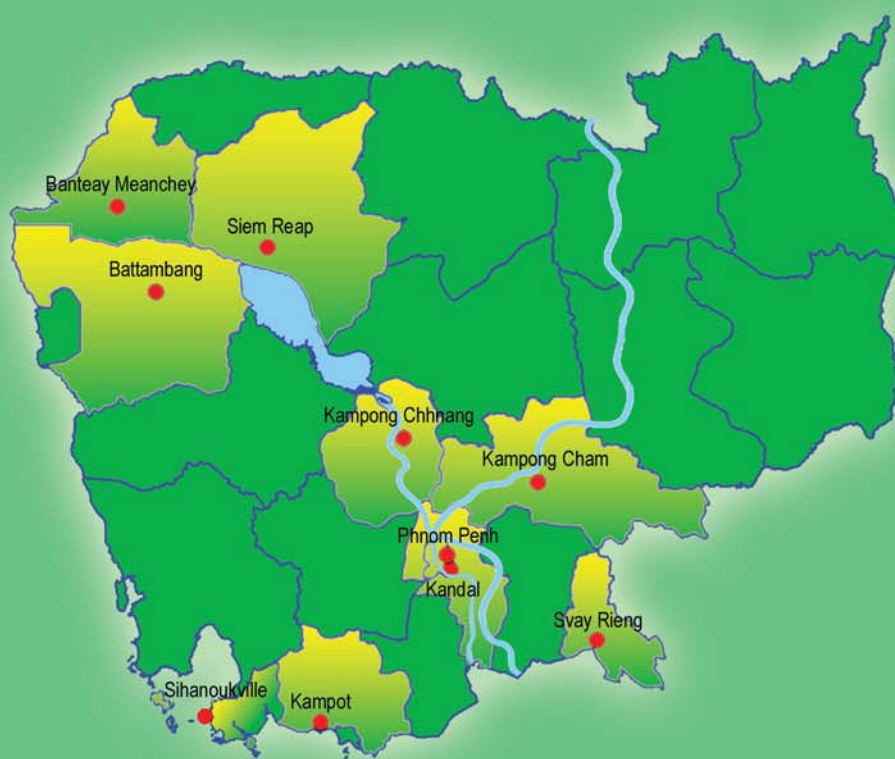 Banteay Meanchey
Siem Reap
Battambang
Kampong Chhnang
Kampong Cham
Phnom Penh
Kandal
Svay Rieng
Sihanoukville
Kampot